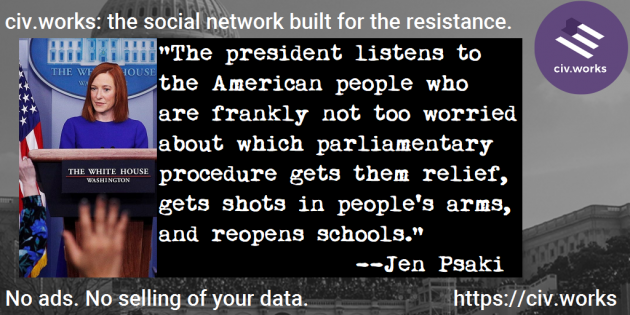 civ.works: the social network built for the resistance.
civ.works
"The president listens to
the American people who
are frankly not too worried
about which parliamentary
procedure gets them relief,
gets shots in people's arms,
and reopens schools."
--Jen Psaki
THE WHITE HOUSE
WASHINGTON
No ads. No selling of your data.
https://civ.works